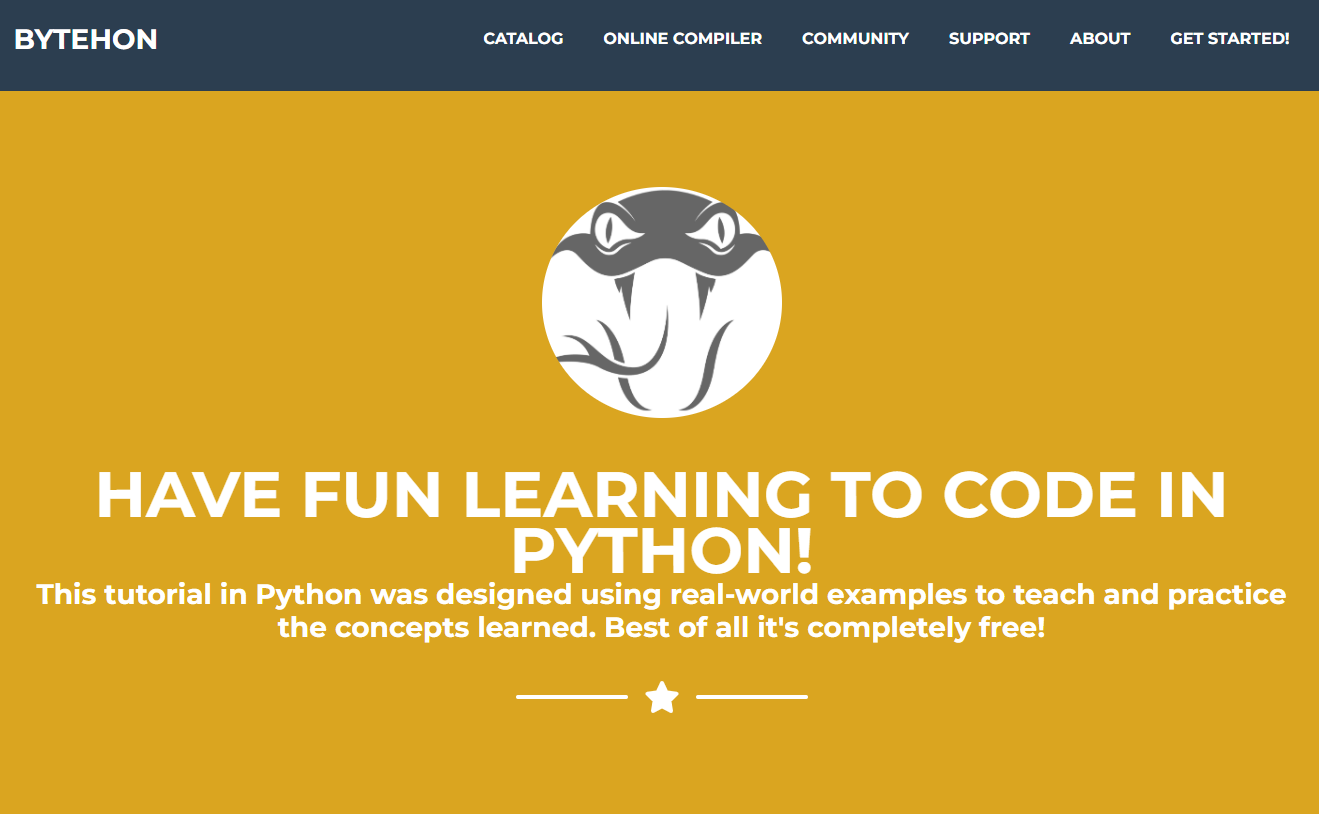 BYTEHON
CATALOG ONLINE COMPILER COMMUNITY SUPPORT ABOUT GET STARTED!
HAVE FUN LEARNING TO CODE IN
PYTHON!
This tutorial in Python was designed using real-world examples to teach and practice
the concepts learned. Best of all it's completely free!